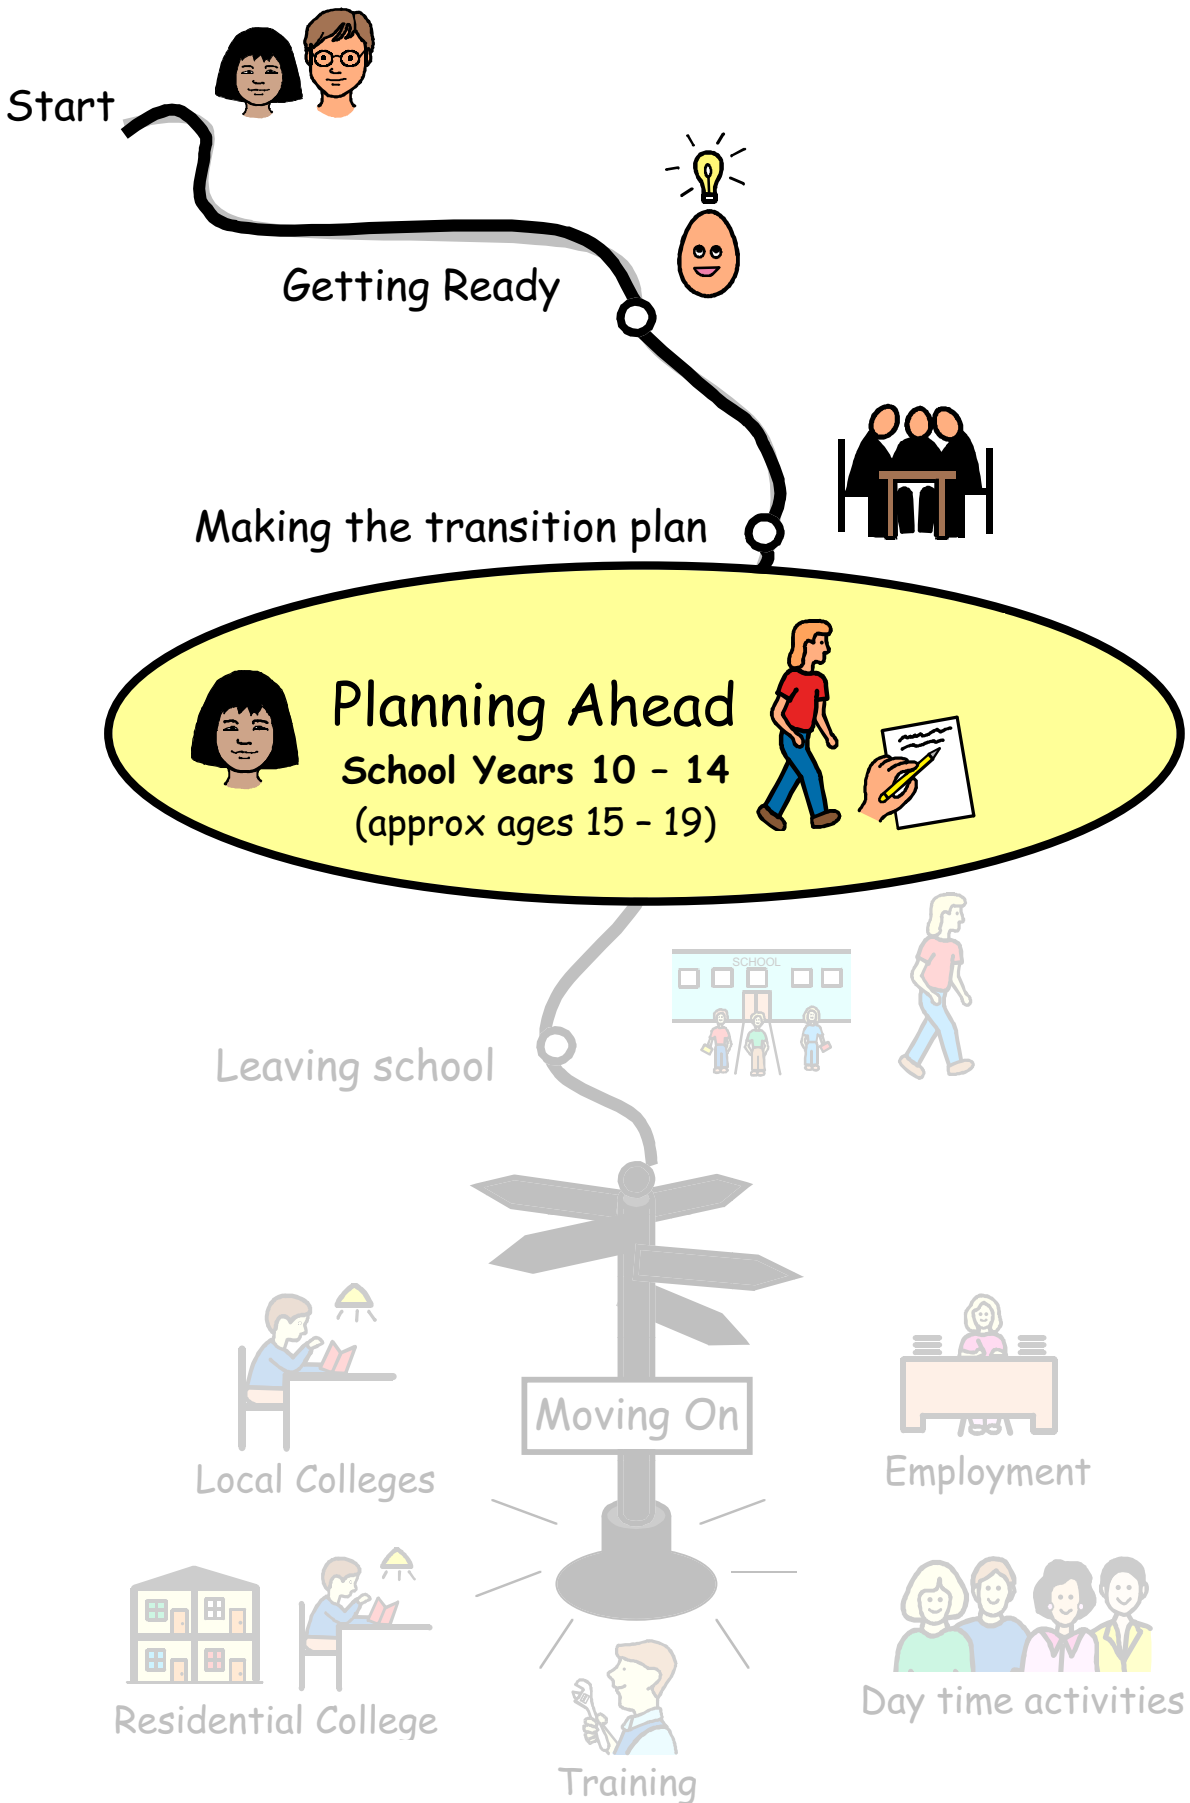 Start
Getting Ready
Making the transition plan
Planning Ahead
School Years 10 – 14
(approx ages 15 – 19)
SCHOOL
Leaving school
Moving On
Local Colleges
Employment
Residential College
Day time activities
Training